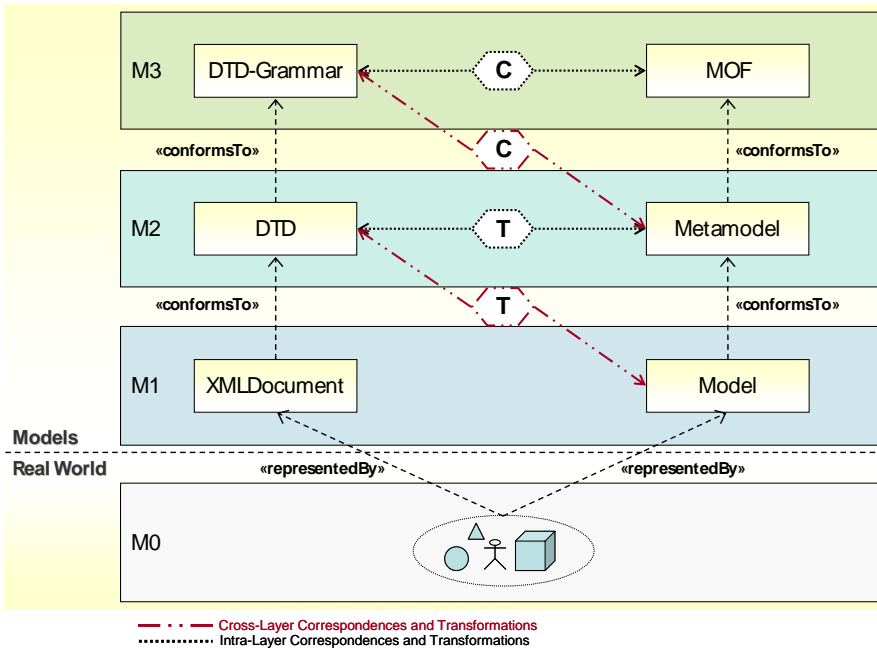 M3
DTD-Grammar
C
MOF
«conformsTo»
C
«conformsTo»
M2
DTD
T
Metamodel
«conformsTo»
T
«conformsTo»
M1
XMLDocument
Model
Models
Real World
«representedBy»
«representedBy»
M0
Cross-Layer Correspondences and Transformations
Intra-Layer Correspondences and Transformations